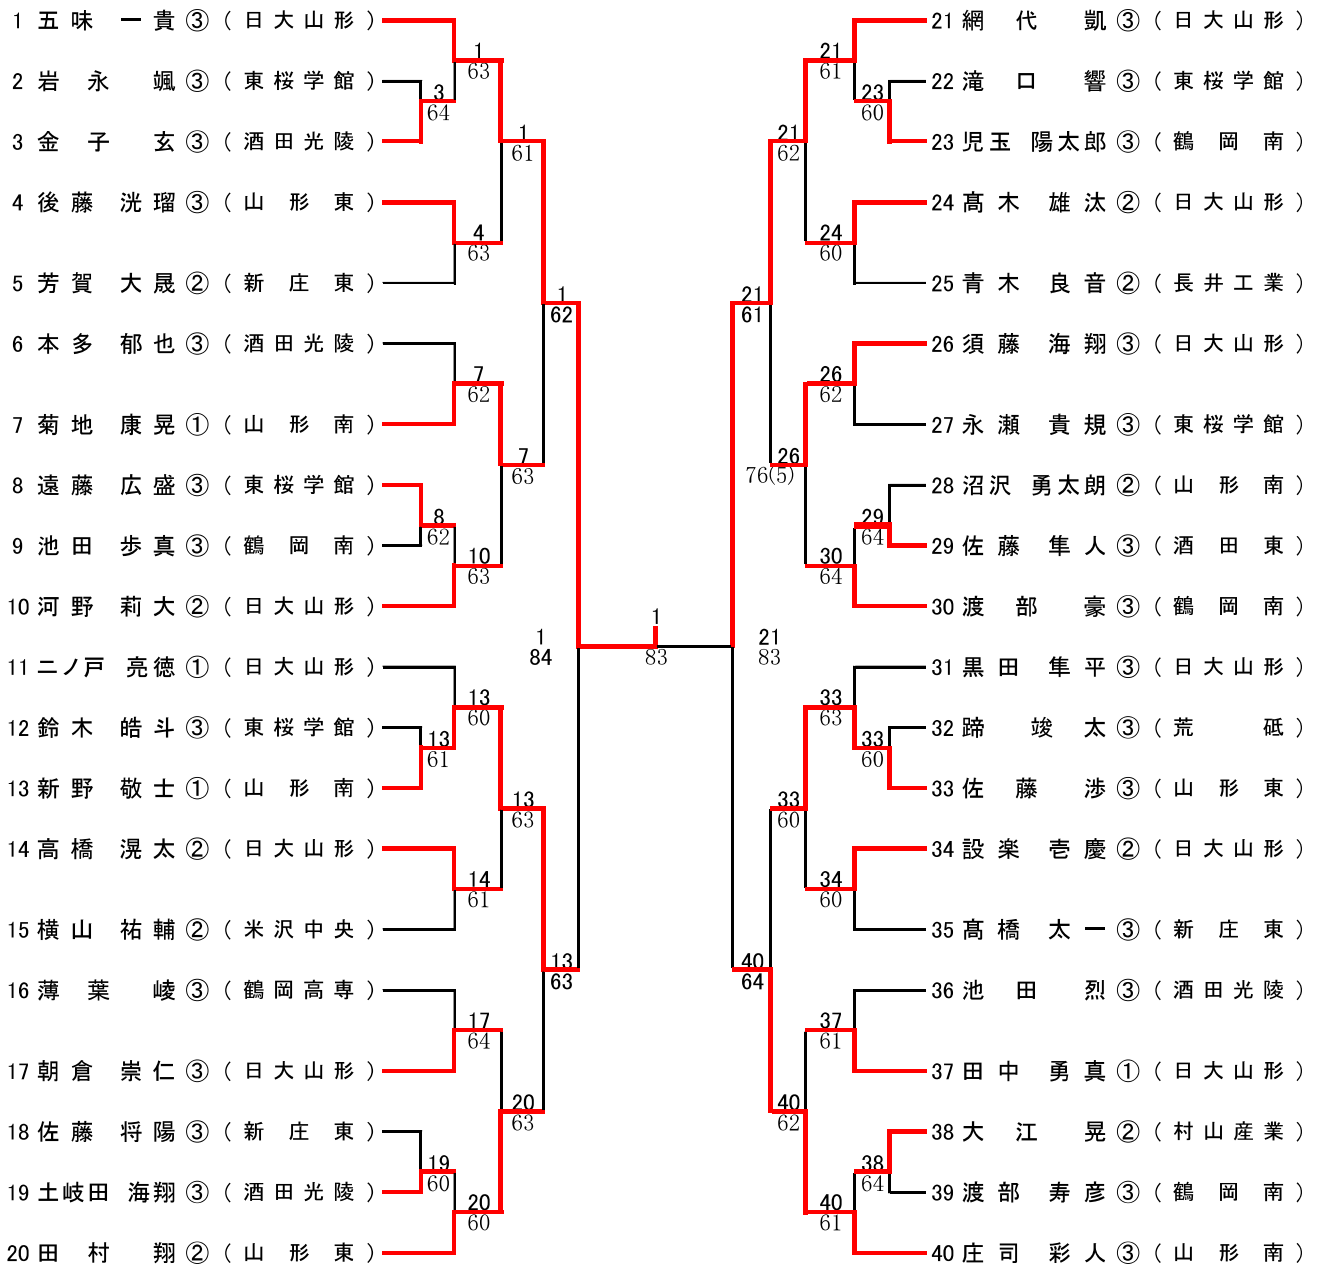 1 五味 一貴 ③ （日大山形）
2 岩永 颯 ③ （東桜学館）
3 金子 玄 ③ （酒田光陵）
4 後藤 洸瑠 ③ （山形東）
5 芳賀 大晟 ② （新庄東）
6 本多 郁也 ③ （酒田光陵）
7 菊地 康晃 ① （山形南）
8 遠藤 広盛 ③ （東桜学館）
9 池田 歩真 ③ （鶴岡南）
10 河野 莉大 ② （日大山形）
11 二ノ戸 亮徳 ① （日大山形）
12 鈴木 皓斗 ③ （東桜学館）
13 新野 敬士 ① （山形南）
14 高橋 滉太 ② （日大山形）
15 横山 祐輔 ② （米沢中央）
16 薄葉 崚 ③ （鶴岡高専）
17 朝倉 崇仁 ③ （日大山形）
18 佐藤 将陽 ③ （新庄東）
19 土岐田 海翔 ③ （酒田光陵）
20 田村 翔 ② （山形東）
3
64
8
62
13
61
19
60
1
63
4
63
7
62
10
63
13
60
14
61
17
64
20
60
1
61
7
63
13
63
20
63
1
62
13
63
1
84
1
83
21
83
21
61
40
64
21
62
26
76(5)
33
60
40
62
21
61
24
60
26
62
30
64
33
63
34
60
37
61
40
61
23
60
29
64
33
60
38
64
21 網代 凱 ③ （日大山形）
22 滝口 響 ③ （東桜学館）
23 児玉 陽太郎 ③ （鶴岡南）
24 髙木 雄汰 ② （日大山形）
25 青木 良音 ② （長井工業）
26 須藤 海翔 ③ （日大山形）
27 永瀬 貴規 ③ （東桜学館）
28 沼沢 勇太朗 ② （山形南）
29 佐藤 隼人 ③ （酒田東）
30 渡部 豪 ③ （鶴岡南）
31 黒田 隼平 ③ （日大山形）
32 蹄 竣太 ③ （荒砥）
33 佐藤 渉 ③ （山形東）
34 設楽 壱慶 ② （日大山形）
35 髙橋 太一 ③ （新庄東）
36 池田 烈 ③ （酒田光陵）
37 田中 勇真 ① （日大山形）
38 大江 晃 ② （村山産業）
39 渡部 寿彦 ③ （鶴岡南）
40 庄司 彩人 ③ （山形南）